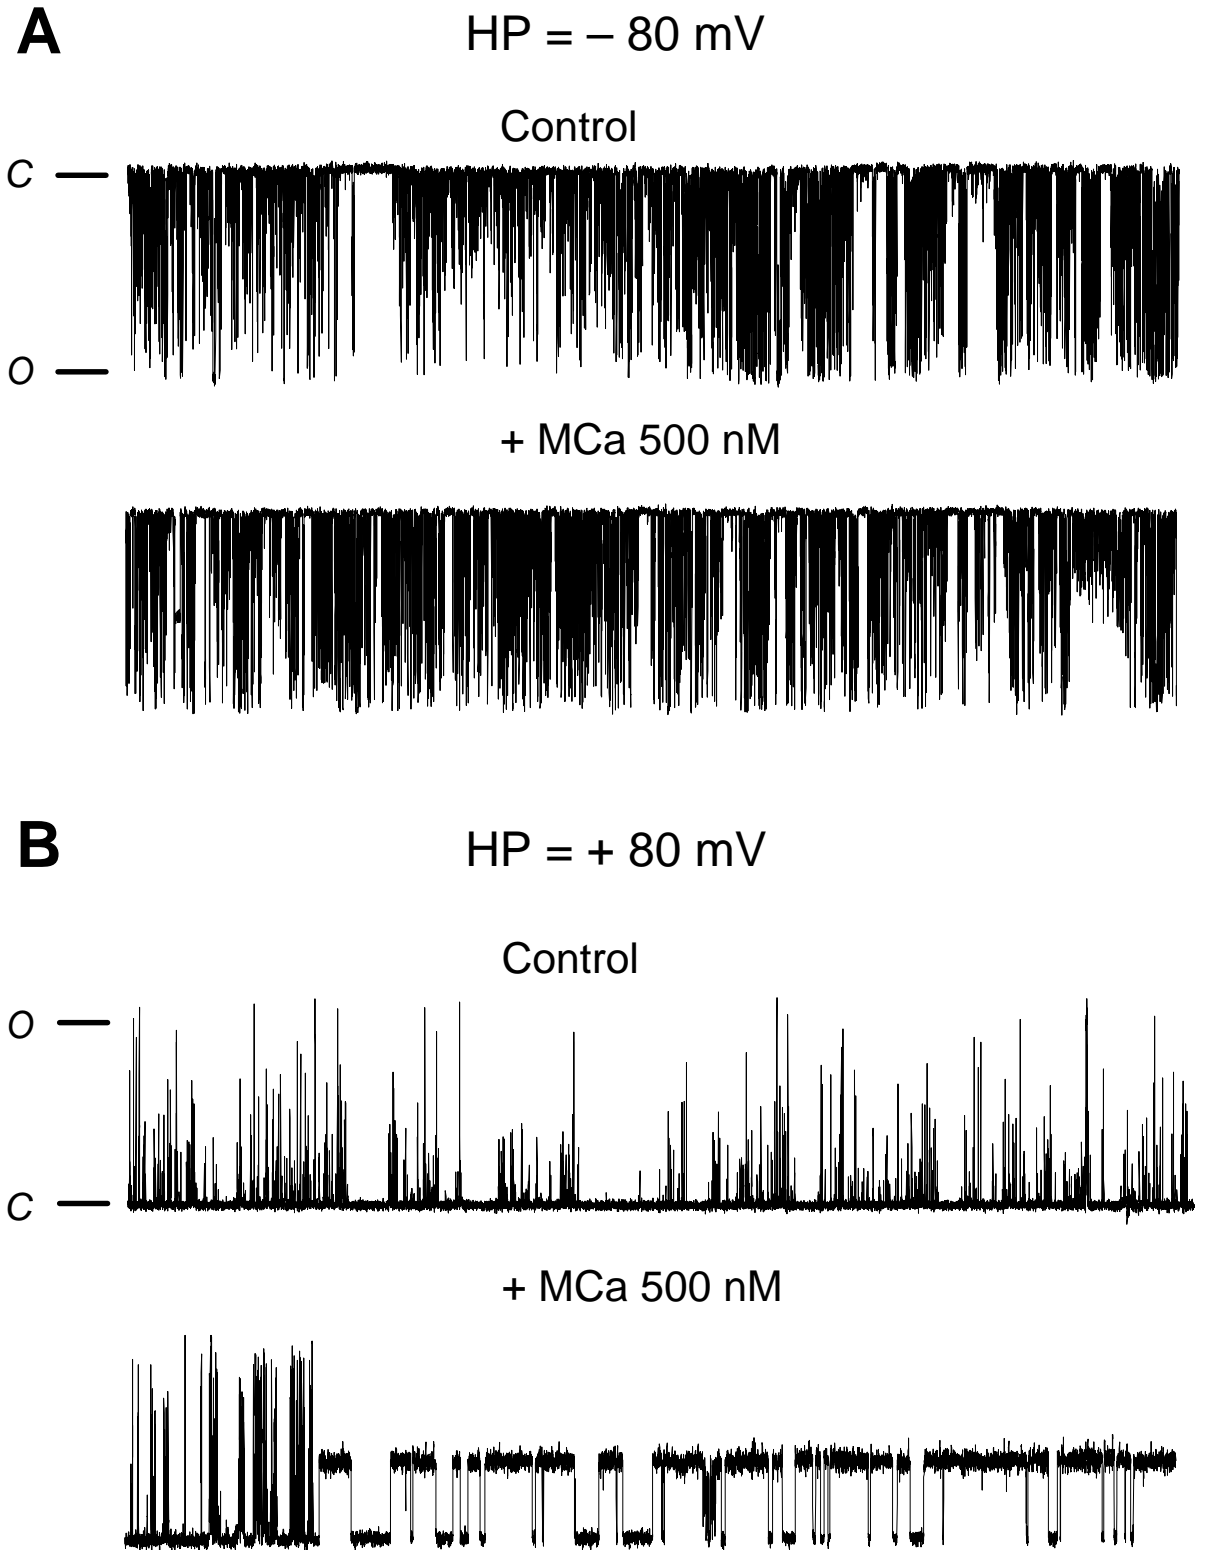 A
HP = – 80 mV
Control
C
O
+ MCa 500 nM
B
HP = + 80 mV
Control
O
C
+ MCa 500 nM